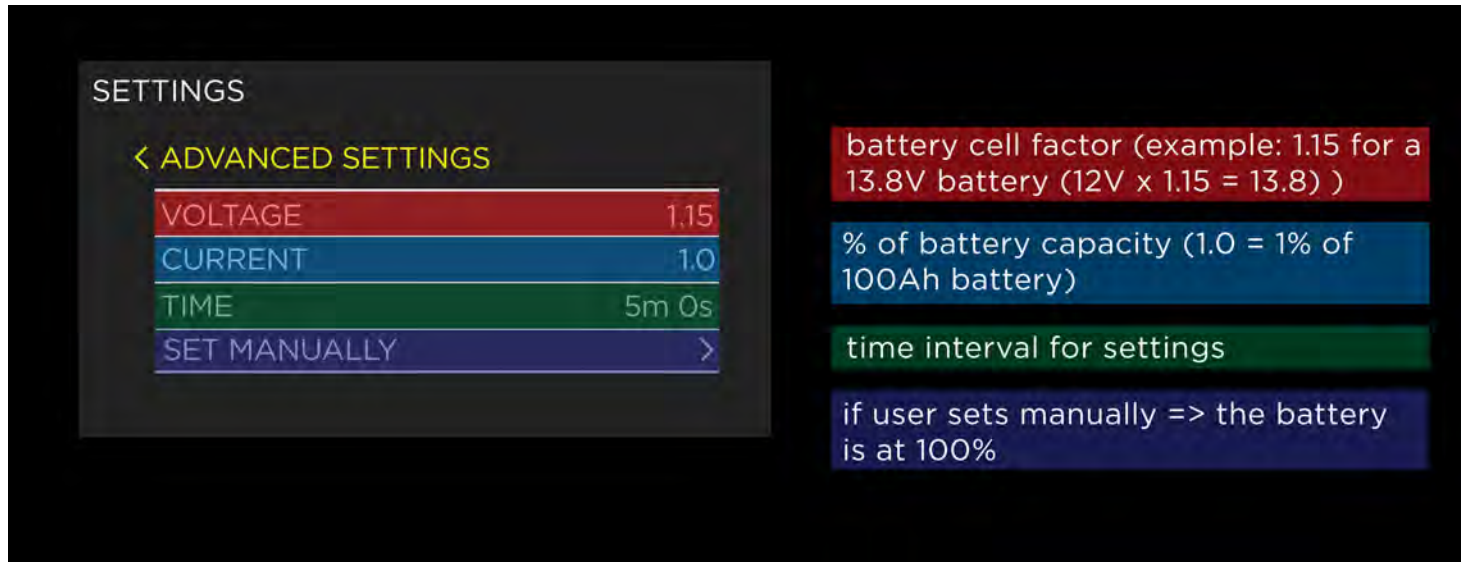 SETTINGS
< ADVANCED SETTINGS
VOLTAGE 1.15
CURRENT 1.0
TIME 5m 0s
SET MANUALLY >
battery cell factor (example: 1.15 for a
13.8V battery (12V x 1.15 = 13.8) )
% of battery capacity (1.0 = 1% of
100Ah battery)
time interval for settings
if user sets manually => the battery
is at 100%